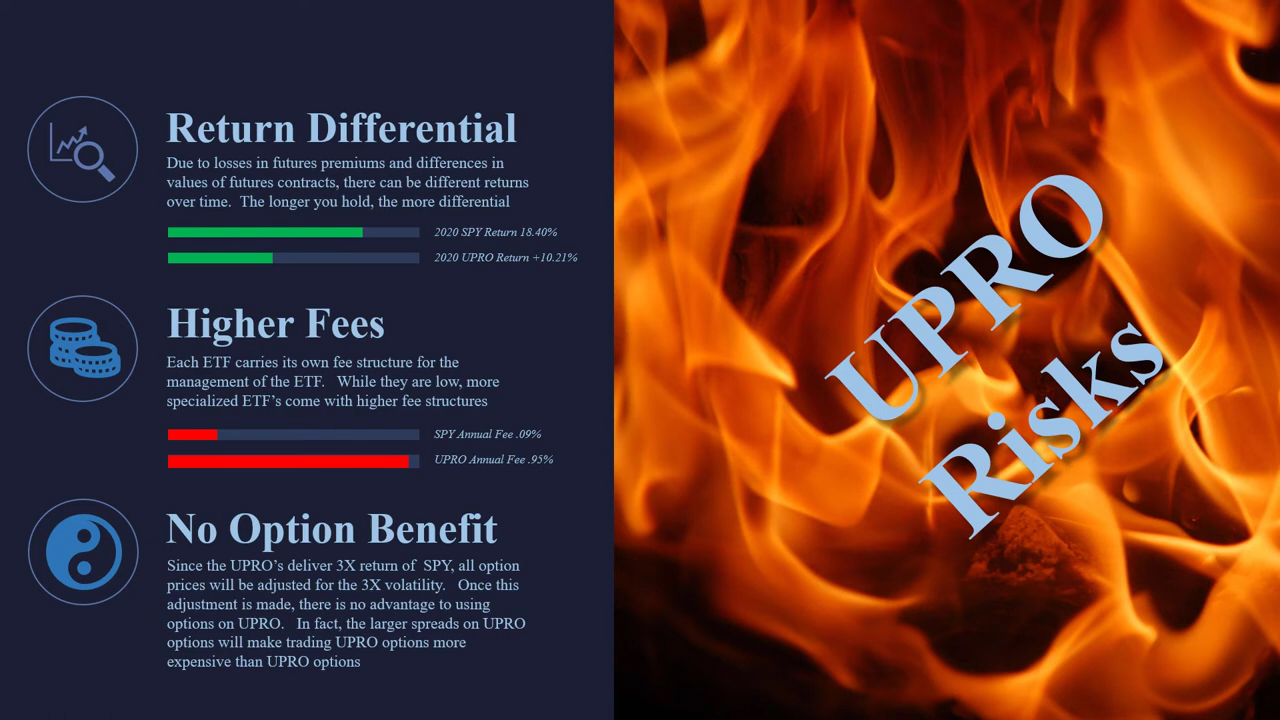 Return Differential
Due to losses in futures premiums and differences in
values of futures contracts, there can be different returns
over time.  The longer you hold, the more differential
2020 SPY Return 18.40%
2020 UPRO Return +10.21%
Higher Fees
Each ETF carries its own fee structure for the
management of the ETF.   While they are low, more
specialized ETF’s come with higher fee structures
SPY Annual Fee .09%
UPRO Annual Fee .95%
No Option Benefit
Since the UPRO’s deliver 3X return of  SPY, all option
prices will be adjusted for the 3X volatility.   Once this
adjustment is made, there is no advantage to using
options on UPRO.   In fact, the larger spreads on UPRO
options will make trading UPRO options more
expensive than UPRO options
UPRO
Risks